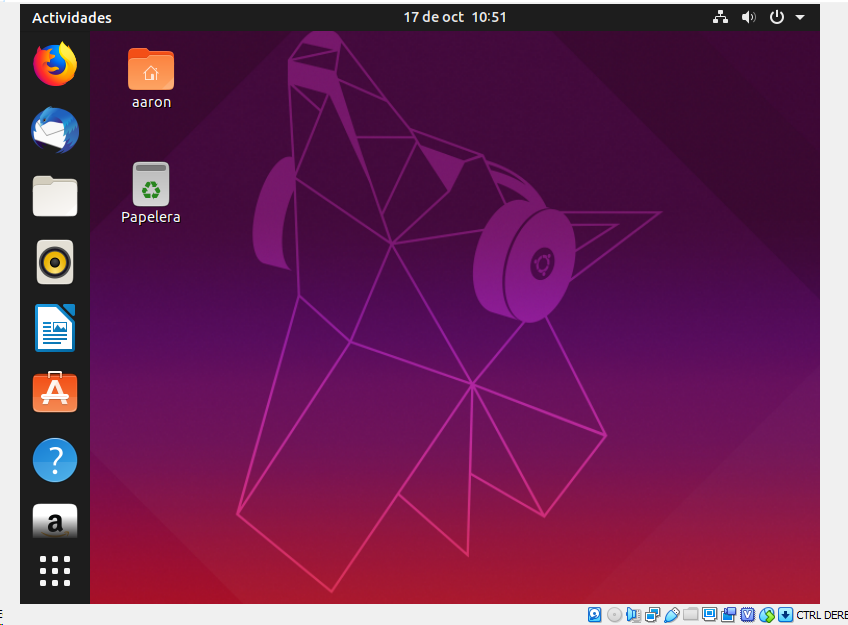 Actividades
17 de oct 10:51
aaron
Papelera
?
a
CTRL DERE